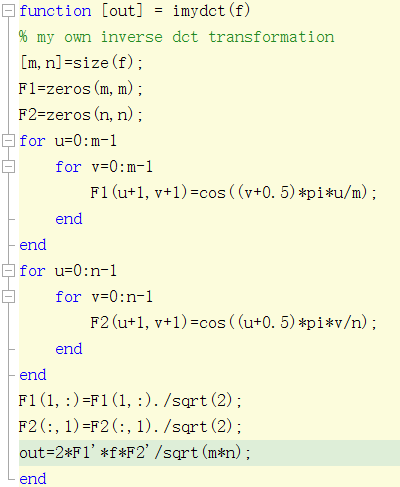 function [out] = imydct(f)
% my own inverse dct transformation
[m,n]=size(f);
F1=zeros(m,m);
F2=zeros(n,n);
for u=0:m-1
    for v=0:m-1
        F1(u+1,v+1)=cos((v+0.5)*pi*u/m);
    end
end
for u=0:n-1
    for v=0:n-1
        F2(u+1,v+1)=cos((u+0.5)*pi*v/n);
    end
end
F1(1,:)=F1(1,:)./sqrt(2);
F2(:,1)=F2(:,1)./sqrt(2);
out=2*F1'*f*F2'/sqrt(m*n);
end